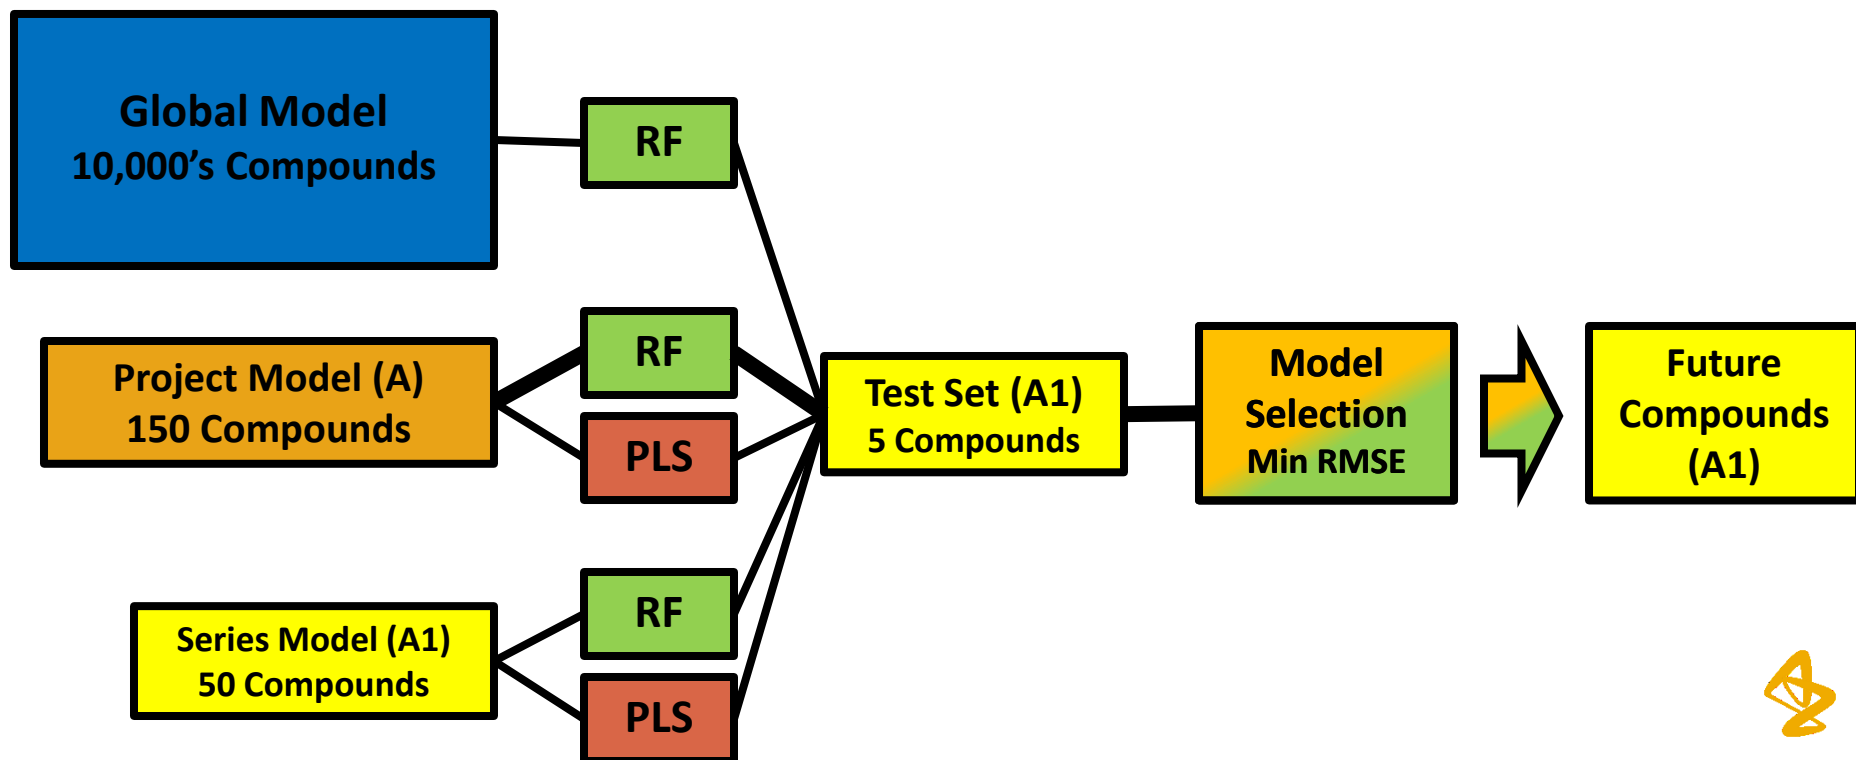 Global Model
10,000’s Compounds
RF
Project Model (A)
150 Compounds
RF
PLS
Series Model (A1)
50 Compounds
RF
PLS
Test Set (A1)
5 Compounds
Model
Selection
Min RMSE
Future
Compounds
(A1)